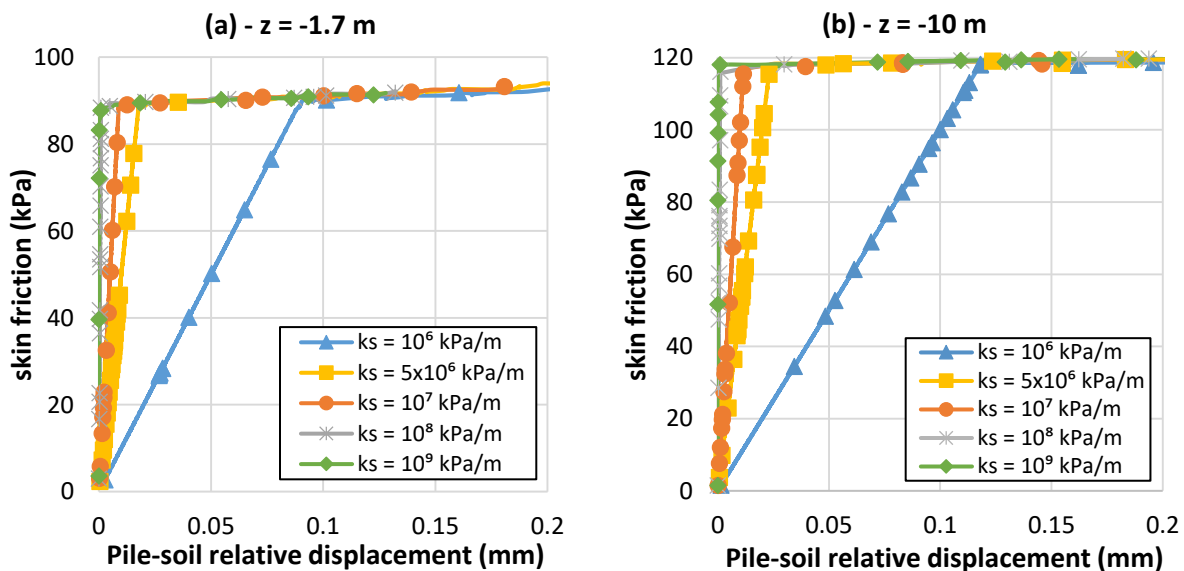 (a) - z = -1.7 m
100
80
60
40
20
0
skin friction (kPa)
ks = 10⁶ kPa/m
ks = 5x10⁶ kPa/m
ks = 10⁷ kPa/m
ks = 10⁸ kPa/m
ks = 10⁹ kPa/m
0 0.05 0.1 0.15 0.2
Pile-soil relative displacement (mm)
(b) - z = -10 m
120
100
80
60
40
20
0
skin friction (kPa)
ks = 10⁶ kPa/m
ks = 5x10⁶ kPa/m
ks = 10⁷ kPa/m
ks = 10⁸ kPa/m
ks = 10⁹ kPa/m
0 0.05 0.1 0.15 0.2
Pile-soil relative displacement (mm)